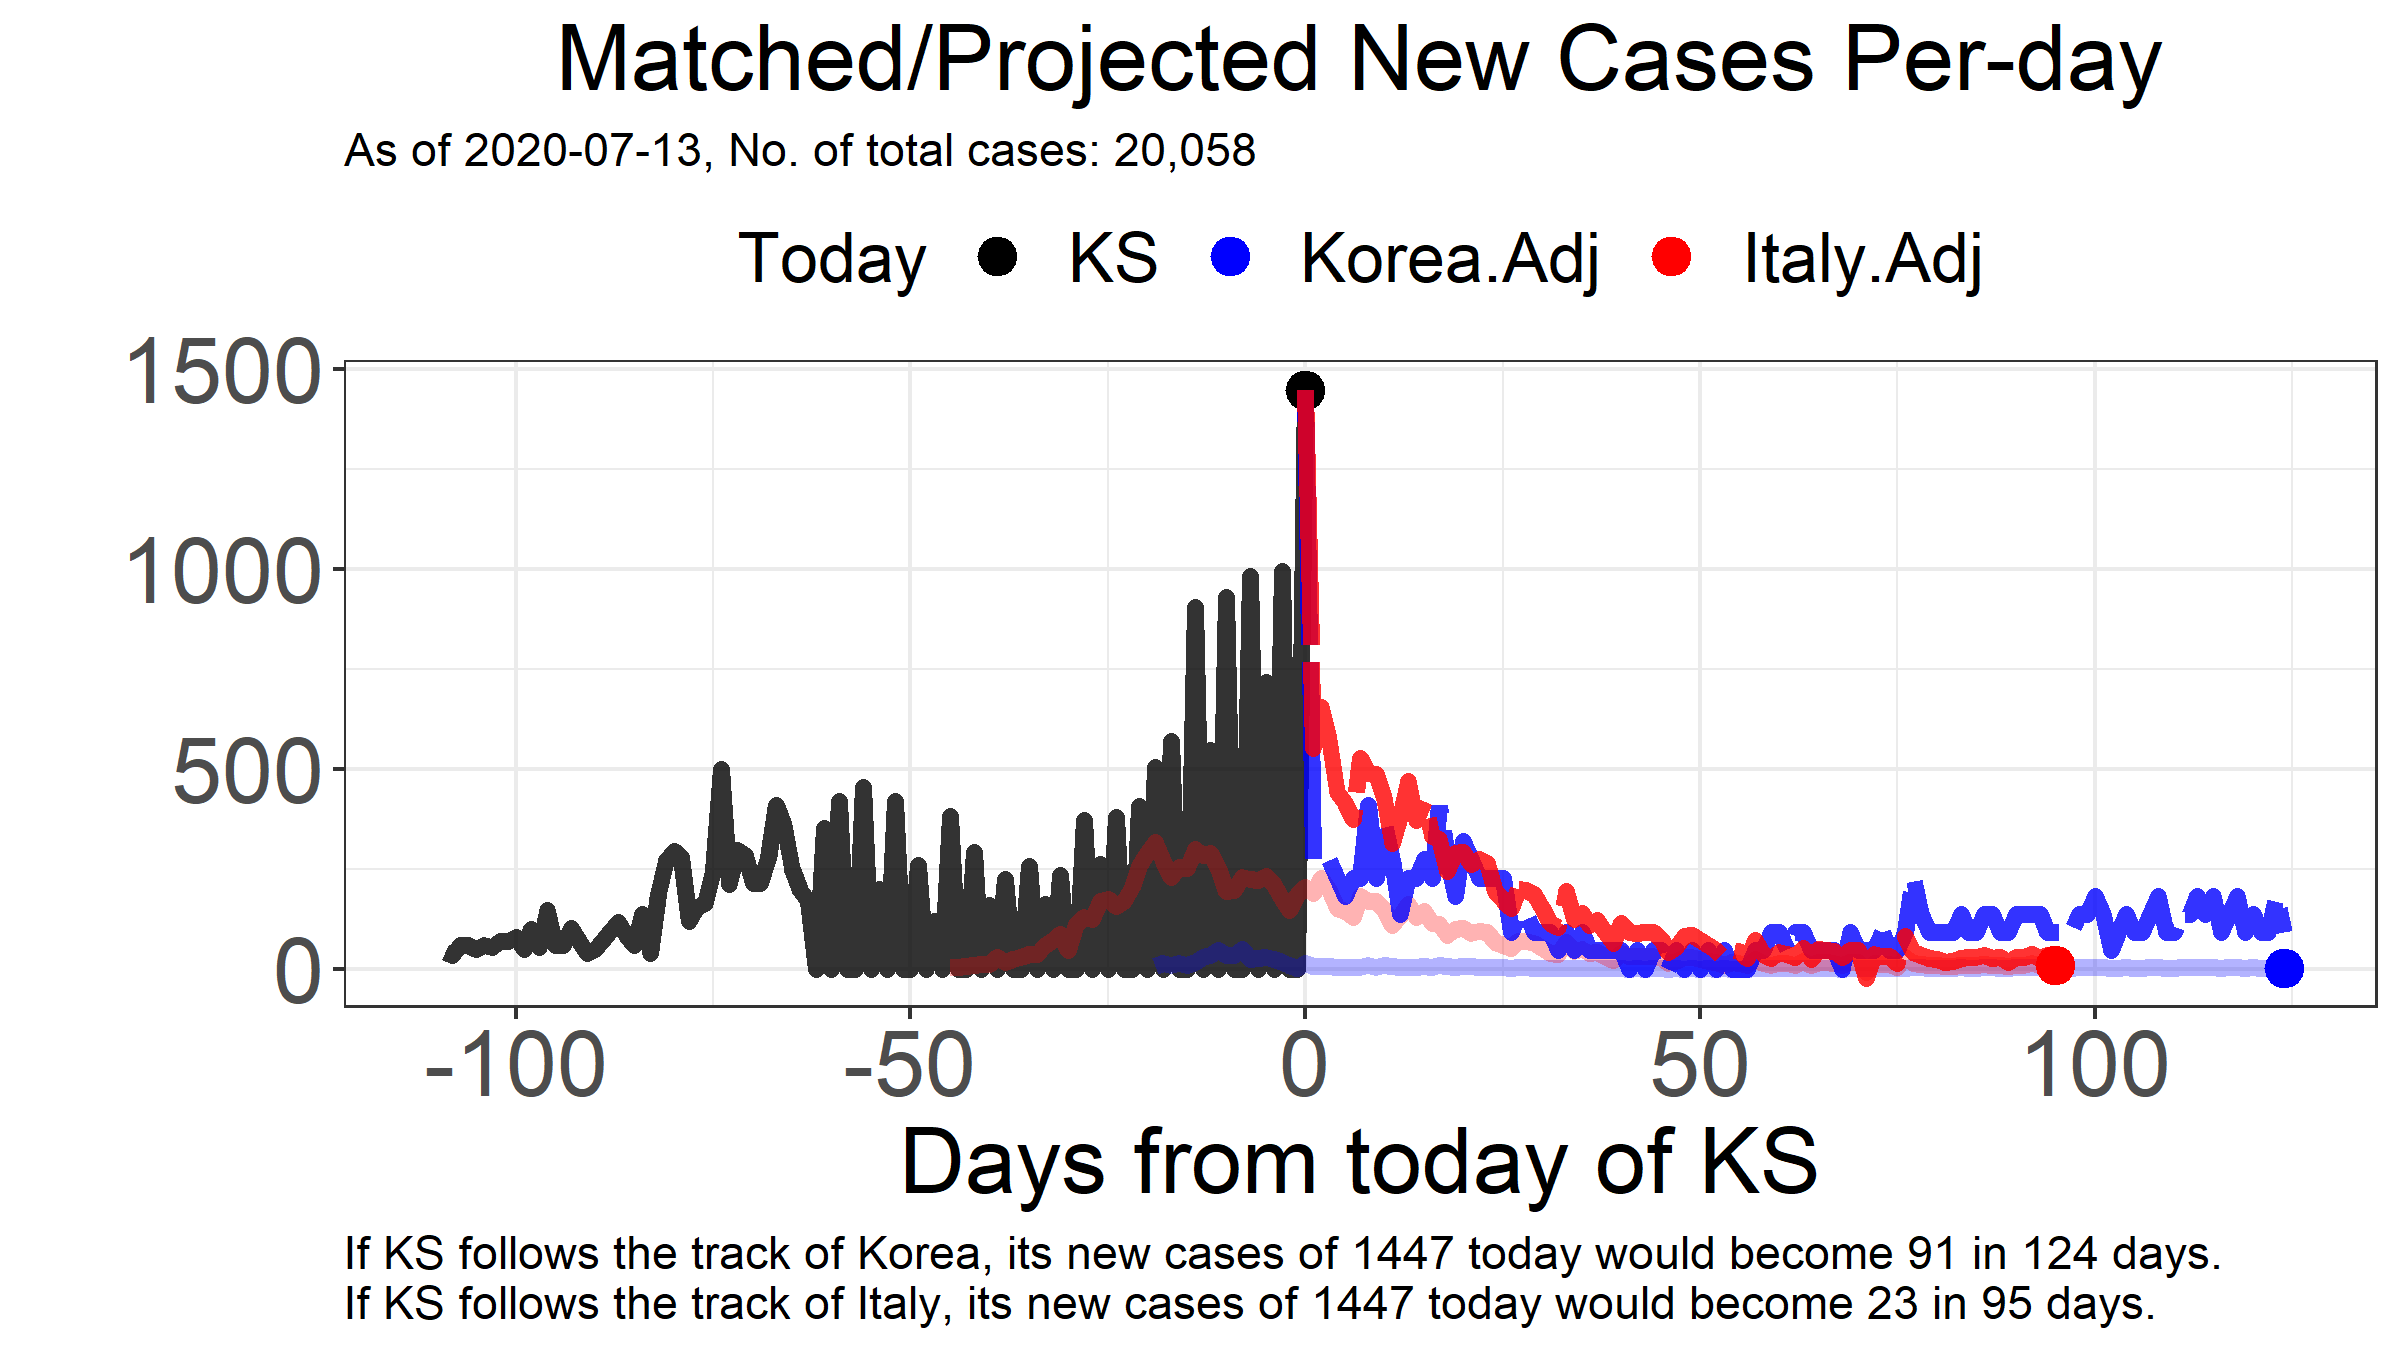 Matched/Projected New Cases Per-day
As of 2020-07-13, No. of total cases: 20,058
Today KS Korea.Adj Italy.Adj
1500
1000
500
0
-100 -50 0 50 100
Days from today of KS
If KS follows the track of Korea, its new cases of 1447 today would become 91 in 124 days.
If KS follows the track of Italy, its new cases of 1447 today would become 23 in 95 days.